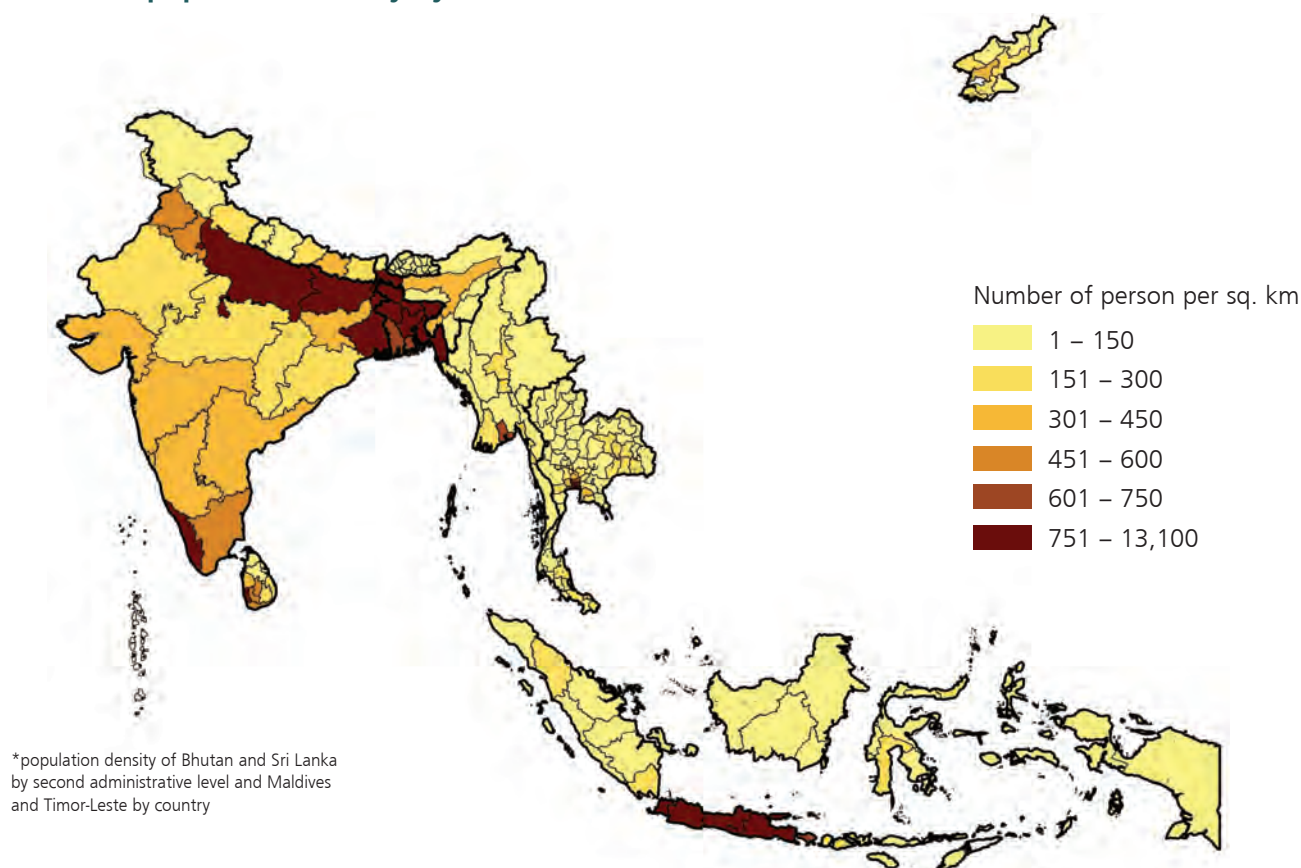 Number of person per sq. km
1 – 150
151 – 300
301 – 450
451 – 600
601 – 750
751 – 13,100
*population density of Bhutan and Sri Lanka
by second administrative level and Maldives
and Timor-Leste by country